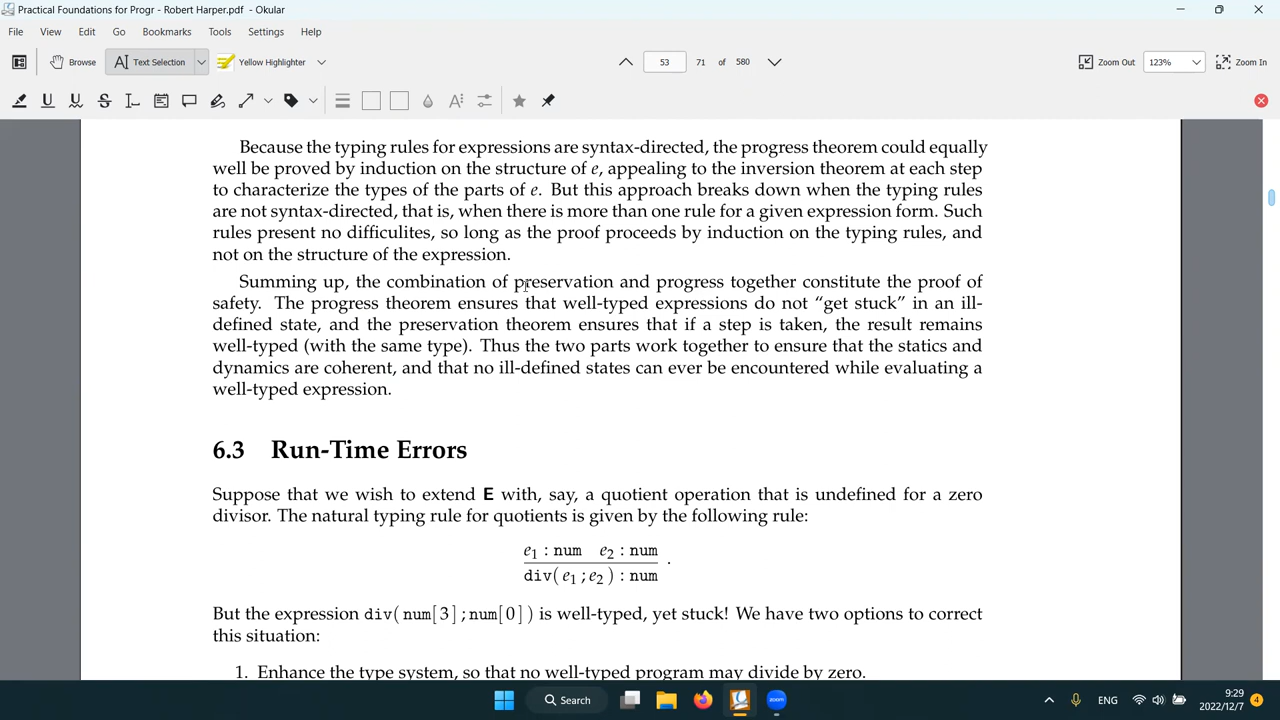 Practical Foundations for Progr - Robert Harper.pdf - Okular
File View Edit Go Bookmarks Tools Settings Help
Browse Text Selection Yellow Highlighter 53 71 of 580 Zoom Out 123% Zoom In
Because the typing rules for expressions are syntax-directed, the progress theorem could equally
well be proved by induction on the structure of e, appealing to the inversion theorem at each step
to characterize the types of the parts of e. But this approach breaks down when the typing rules
are not syntax-directed, that is, when there is more than one rule for a given expression form. Such
rules present no difficulites, so long as the proof proceeds by induction on the typing rules, and
not on the structure of the expression.
Summing up, the combination of preservation and progress together constitute the proof of
safety. The progress theorem ensures that well-typed expressions do not “get stuck” in an ill-
defined state, and the preservation theorem ensures that if a step is taken, the result remains
well-typed (with the same type). Thus the two parts work together to ensure that the statics and
dynamics are coherent, and that no ill-defined states can ever be encountered while evaluating a
well-typed expression.
6.3 Run-Time Errors
Suppose that we wish to extend E with, say, a quotient operation that is undefined for a zero
divisor. The natural typing rule for quotients is given by the following rule:
e1 : num e2 : num
div(e1;e2) : num .
But the expression div(num[3];num[0]) is well-typed, yet stuck! We have two options to correct
this situation:
1. Enhance the type system, so that no well-typed program may divide by zero.
Search zoom ENG 9:29
2022/12/7 4